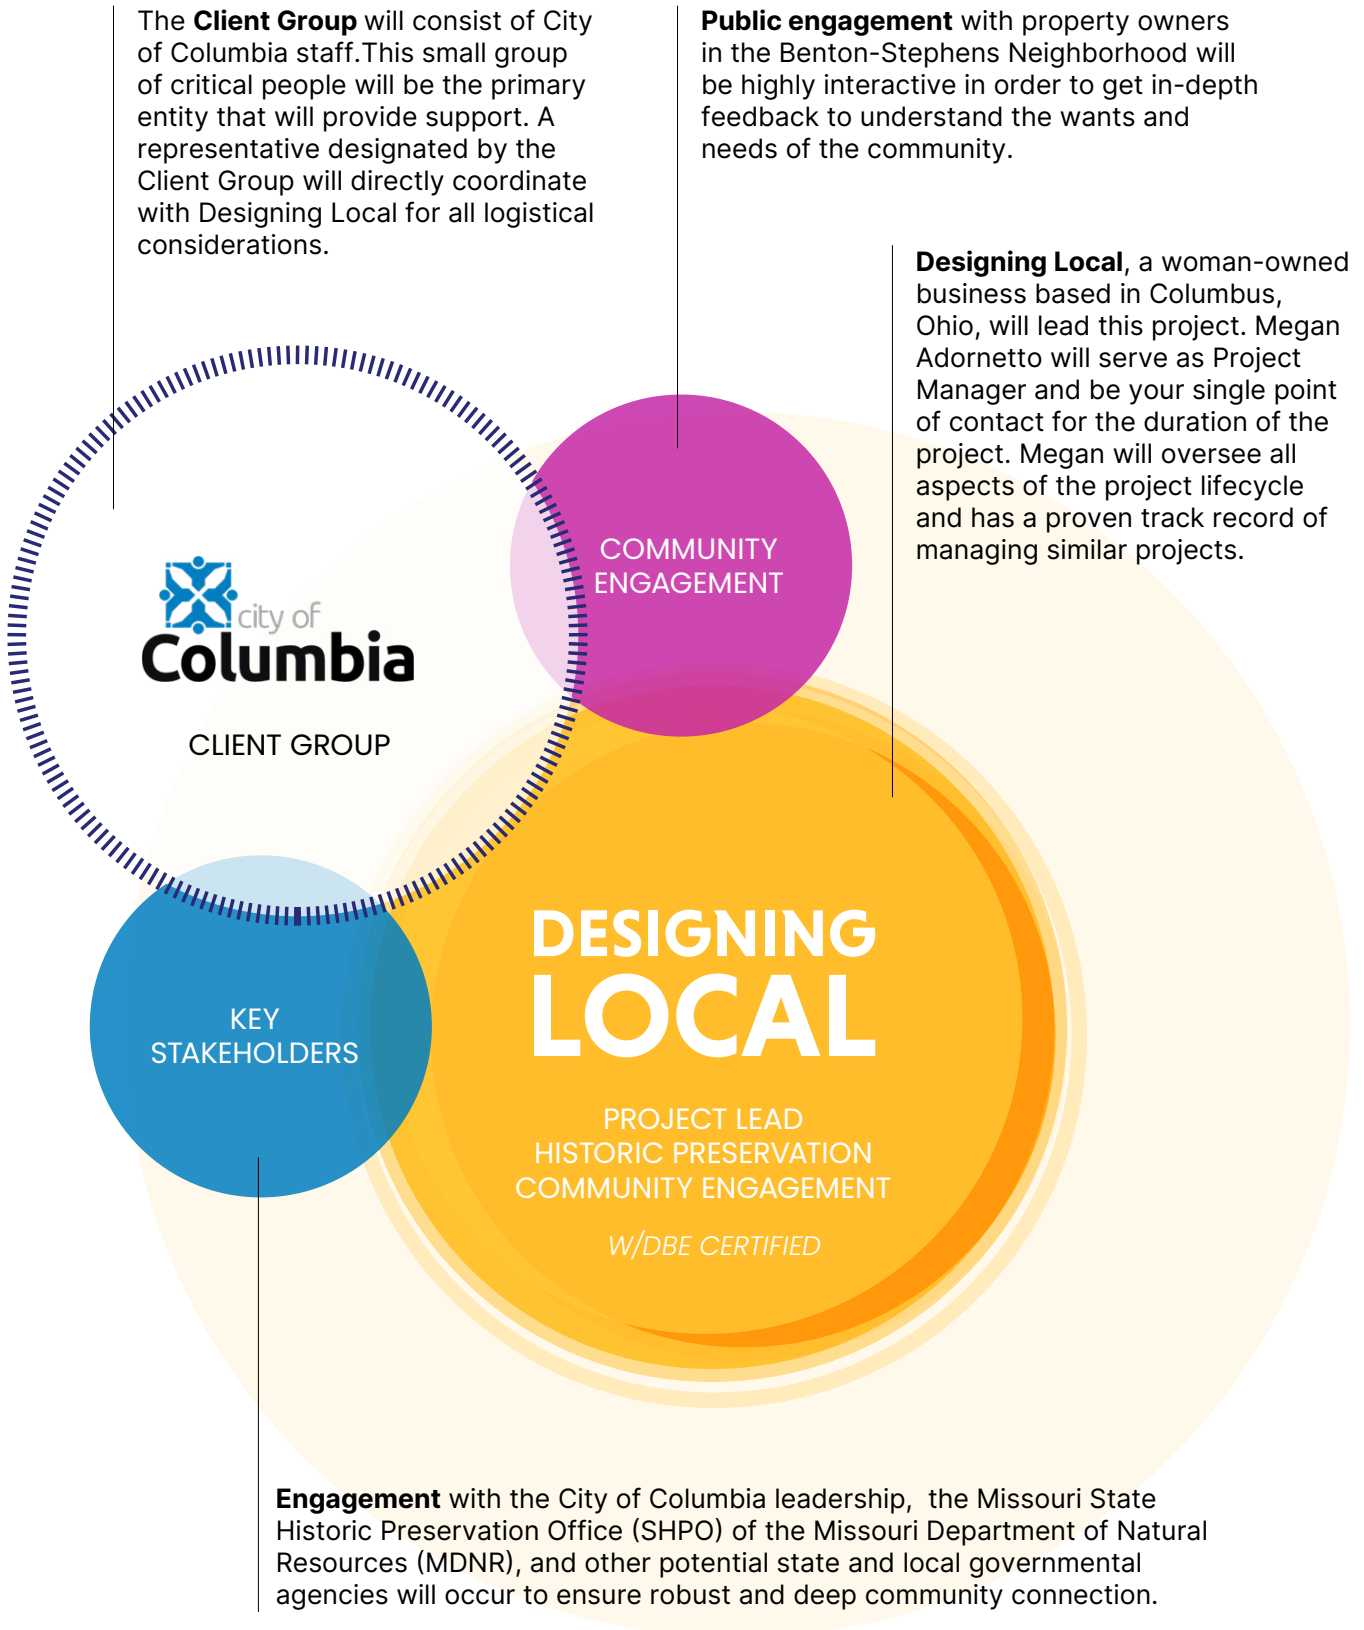 The Client Group will consist of City
of Columbia staff.This small group
of critical people will be the primary
entity that will provide support. A
representative designated by the
Client Group will directly coordinate
with Designing Local for all logistical
considerations.
Public engagement with property owners
in the Benton-Stephens Neighborhood will
be highly interactive in order to get in-depth
feedback to understand the wants and
needs of the community.
Designing Local, a woman-owned
business based in Columbus,
Ohio, will lead this project. Megan
Adornetto will serve as Project
Manager and be your single point
of contact for the duration of the
project. Megan will oversee all
aspects of the project lifecycle
and has a proven track record of
managing similar projects.
COMMUNITY
ENGAGEMENT
city of
Columbia
CLIENT GROUP
KEY
STAKEHOLDERS
DESIGNING
LOCAL
PROJECT LEAD
HISTORIC PRESERVATION
COMMUNITY ENGAGEMENT
W/DBE CERTIFIED
Engagement with the City of Columbia leadership,  the Missouri State
Historic Preservation Office (SHPO) of the Missouri Department of Natural
Resources (MDNR), and other potential state and local governmental
agencies will occur to ensure robust and deep community connection.